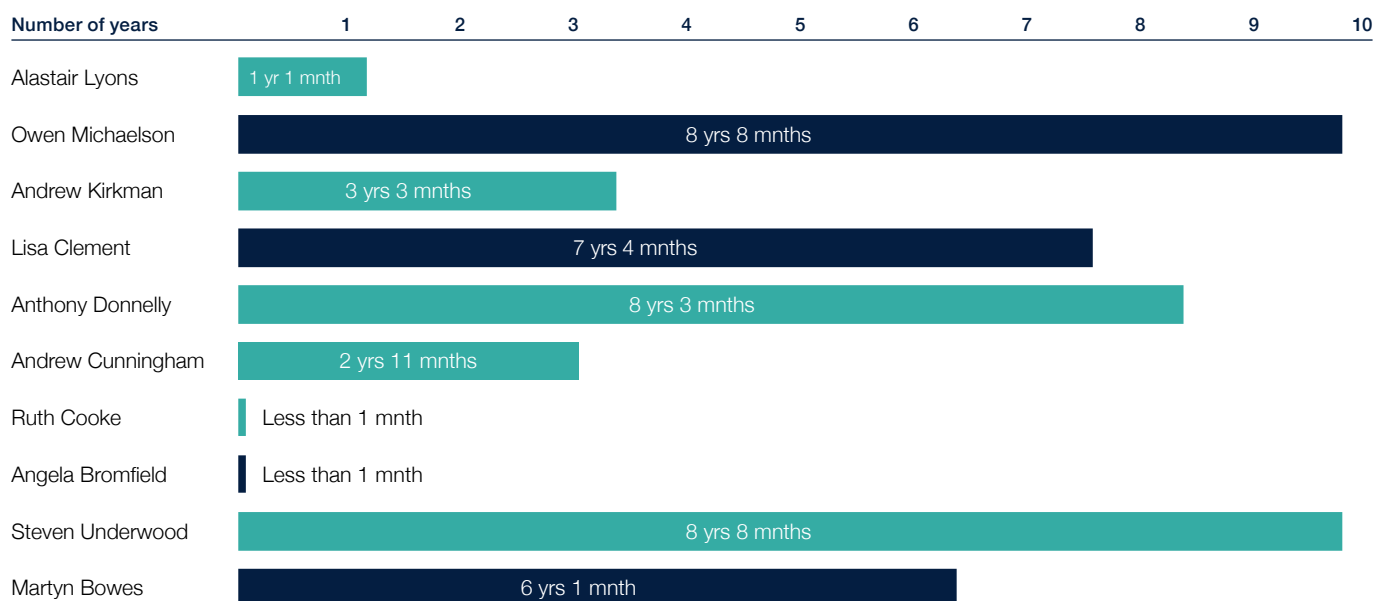 Number of years 1 2 3 4 5 6 7 8 9 10
Alastair Lyons 1 yr 1 mnth
Owen Michaelson 8 yrs 8 mnths
Andrew Kirkman 3 yrs 3 mnths
Lisa Clement 7 yrs 4 mnths
Anthony Donnelly 8 yrs 3 mnths
Andrew Cunningham 2 yrs 11 mnths
Ruth Cooke Less than 1 mnth
Angela Bromfield Less than 1 mnth
Steven Underwood 8 yrs 8 mnths
Martyn Bowes 6 yrs 1 mnth